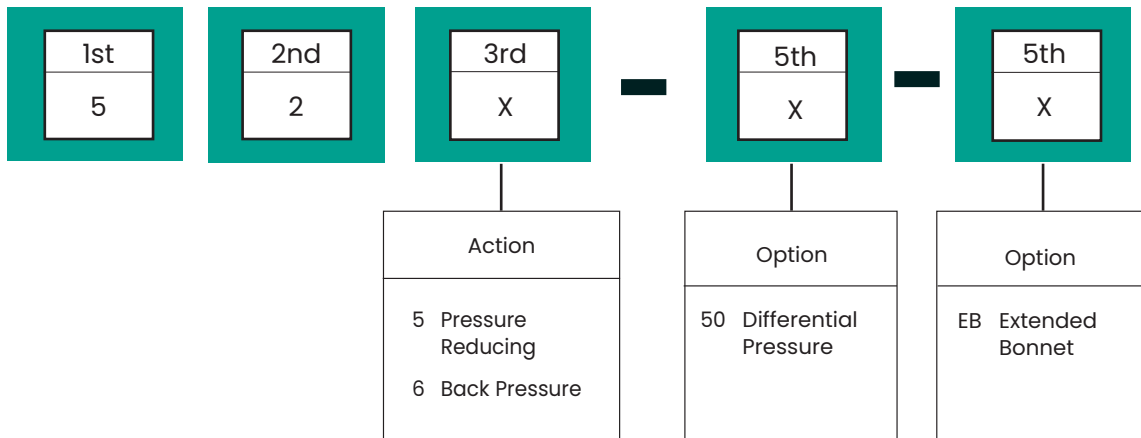 1st
5
2nd
2
3rd
X
5th
X
5th
X
Action
5 Pressure
Reducing
6 Back Pressure
Option
50 Differential
Pressure
Option
EB Extended
Bonnet